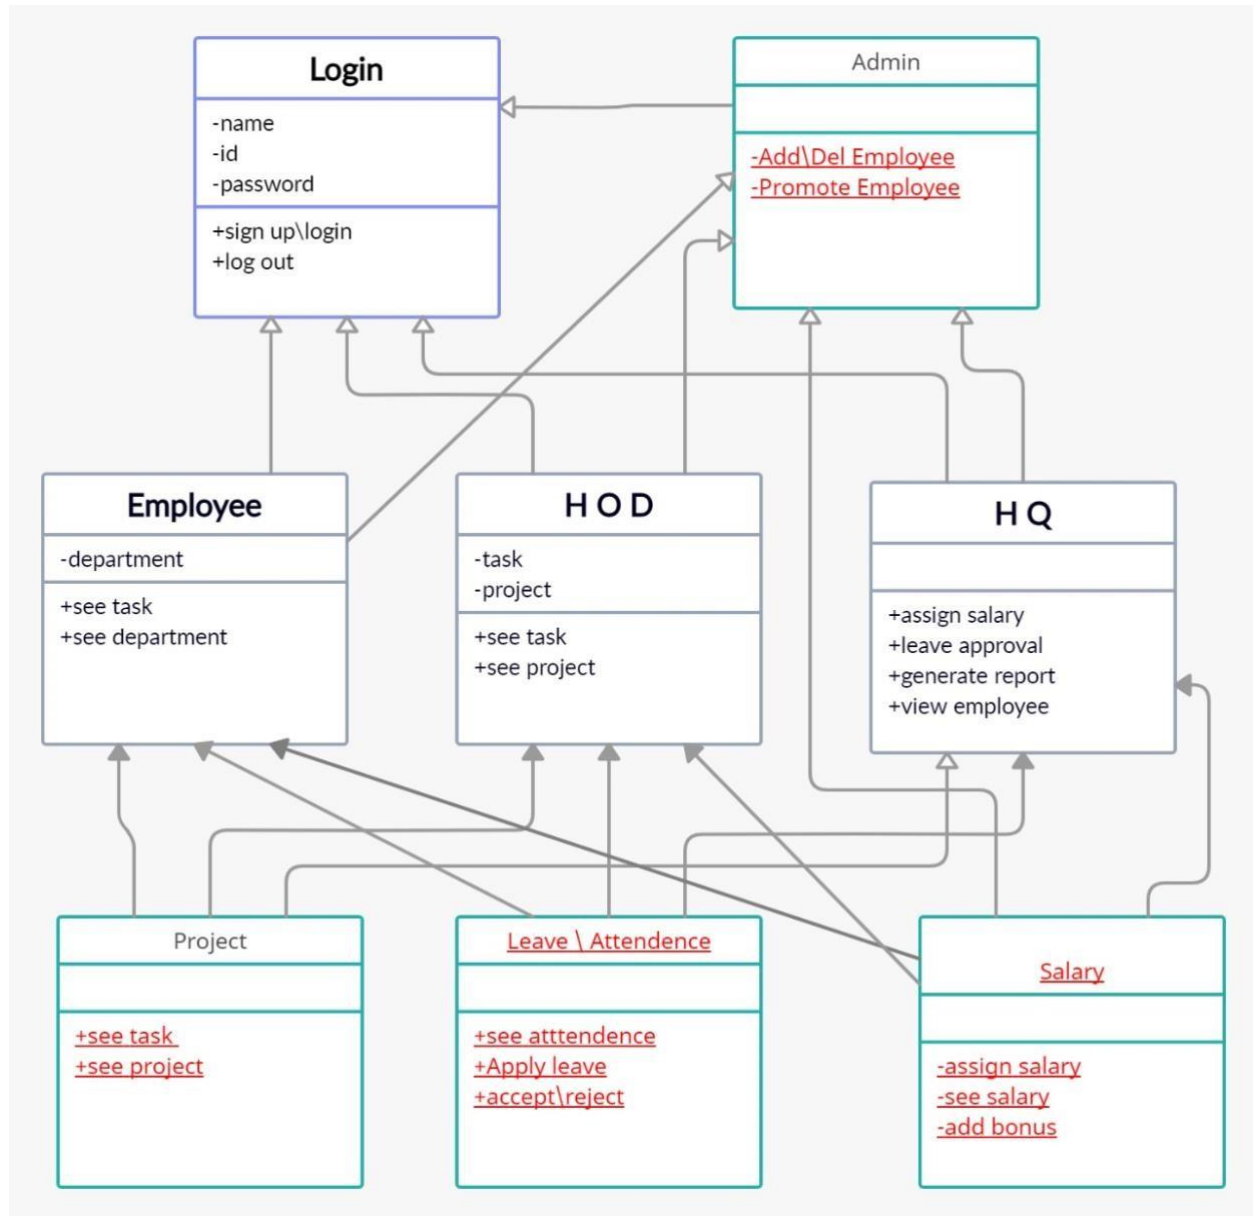 Login
-name
-id
-password
+sign up\login
+log out
Admin
-Add\Del Employee
-Promote Employee
Employee
-department
+see task
+see department
H O D
-task
-project
+see task
+see project
H Q
+assign salary
+leave approval
+generate report
+view employee
Project
+see task
+see project
Leave \ Attendence
+see atttendence
+Apply leave
+accept\reject
Salary
-assign salary
-see salary
-add bonus